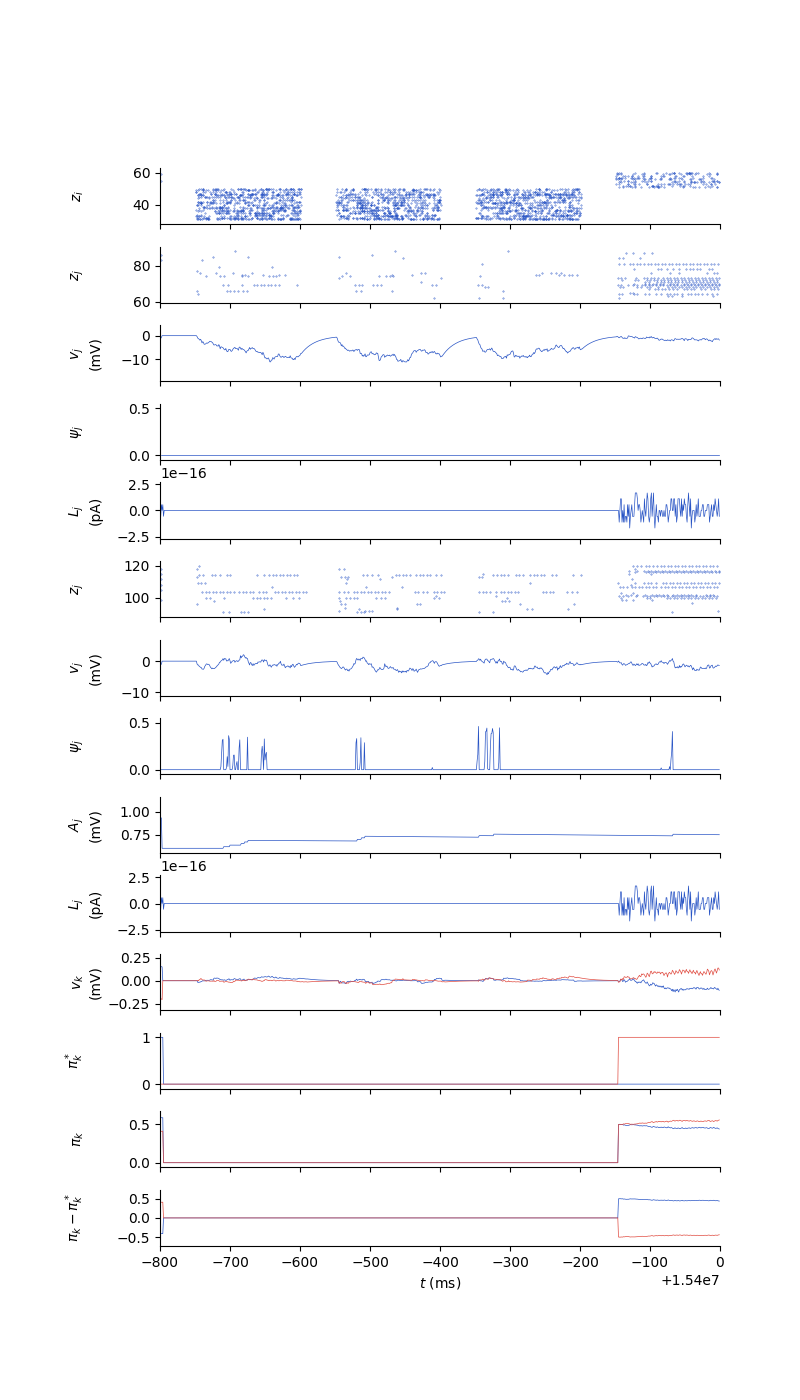 60
40
z_i
80
60
z_j
0
−10
v_j
(mV)
0.5
0.0
ψ_j
1e−16
2.5
0.0
−2.5
L_j
(pA)
120
100
z_j
0
−10
v_j
(mV)
0.5
0.0
ψ_j
1.00
0.75
A_j
(mV)
1e−16
2.5
0.0
−2.5
L_j
(pA)
0.25
0.00
−0.25
v_k
(mV)
1
0
π_k^*
0.5
0.0
π_k
0.5
0.0
−0.5
π_k − π_k^*
−800 −700 −600 −500 −400 −300 −200 −100 0
t (ms)
+1.54e7